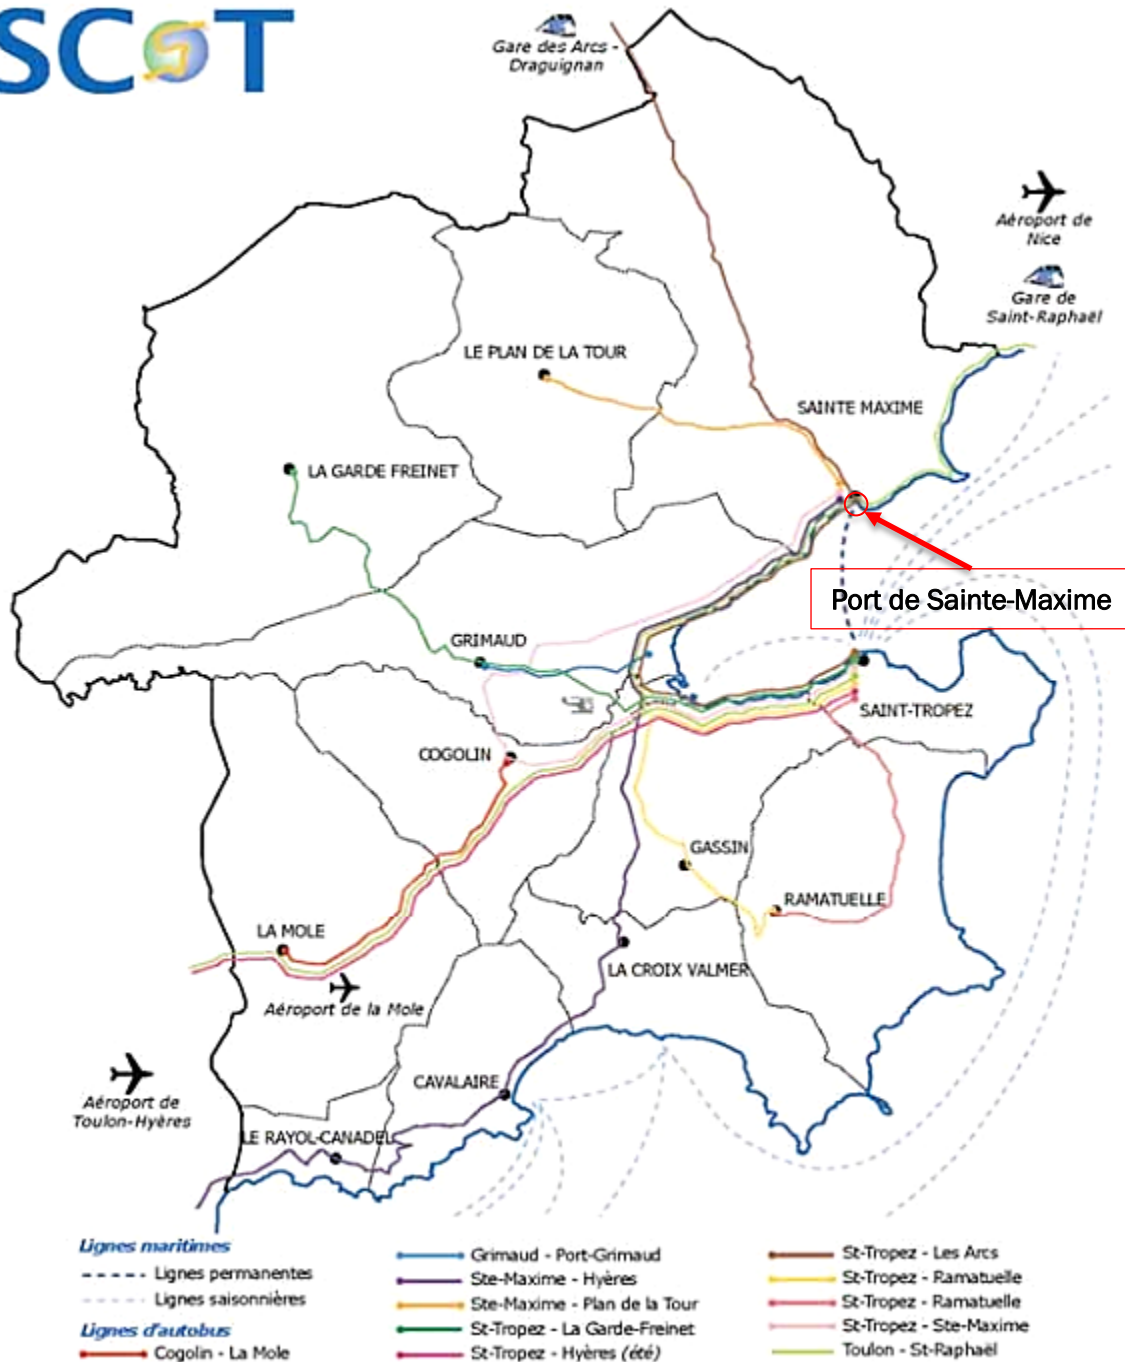 SCOT
Gare des Arcs -
Draguignan
Aéroport de
Nice
Gare de
Saint-Raphaël
LE PLAN DE LA TOUR
SAINTE MAXIME
LA GARDE FREINET
Port de Sainte-Maxime
GRIMAUD
SAINT-TROPEZ
COGOLIN
GASSIN
RAMATUELLE
LA MOLE
LA CROIX VALMER
Aéroport de la Mole
CAVALAIRE
Aéroport de
Toulon-Hyères
LE RAYOL-CANADEL
Lignes maritimes
Lignes permanentes
Lignes saisonnières
Lignes d'autobus
Cogolin - La Mole
Grimaud - Port-Grimaud
Ste-Maxime - Hyères
Ste-Maxime - Plan de la Tour
St-Tropez - La Garde-Freinet
St-Tropez - Hyères (été)
St-Tropez - Les Arcs
St-Tropez - Ramatuelle
St-Tropez - Ramatuelle
St-Tropez - Ste-Maxime
Toulon - St-Raphaël